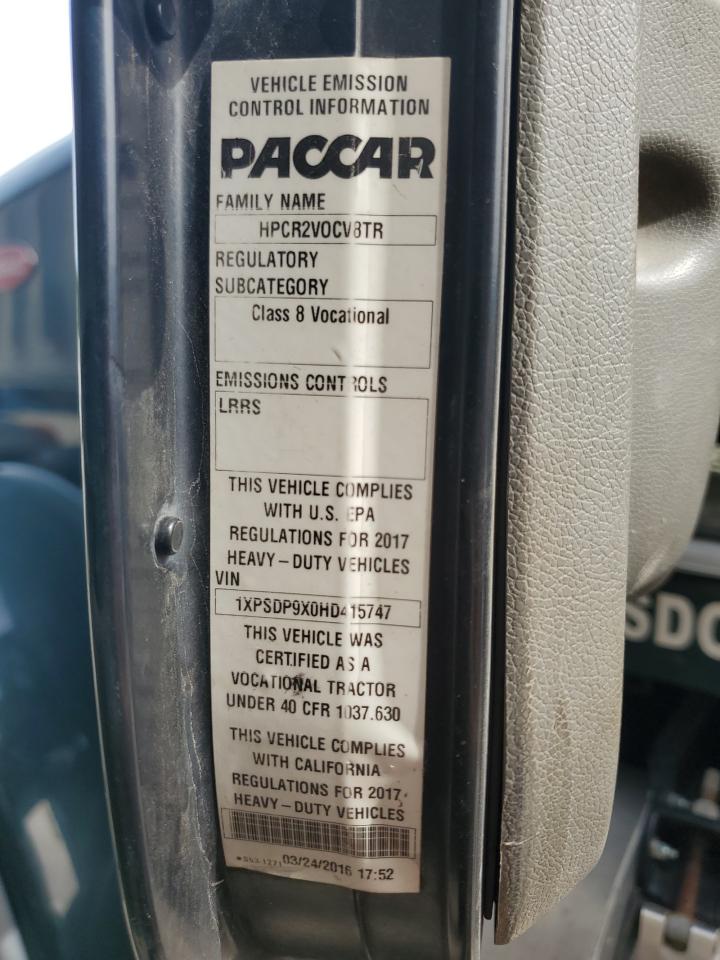 VEHICLE EMISSION
CONTROL INFORMATION
PACCAR
FAMILY NAME
HPCR2VOCV8TR
REGULATORY
SUBCATEGORY
Class 8 Vocational
EMISSIONS CONTROLS
LRRS
THIS VEHICLE COMPLIES
WITH U.S. EPA
REGULATIONS FOR 2017
HEAVY-DUTY VEHICLES
VIN
1XPSDP9X0HD415747
THIS VEHICLE WAS
CERTIFIED AS A
VOCATIONAL TRACTOR
UNDER 40 CFR 1037.630
THIS VEHICLE COMPLIES
WITH CALIFORNIA
REGULATIONS FOR 2017
HEAVY-DUTY VEHICLES
03/24/2016 17:52